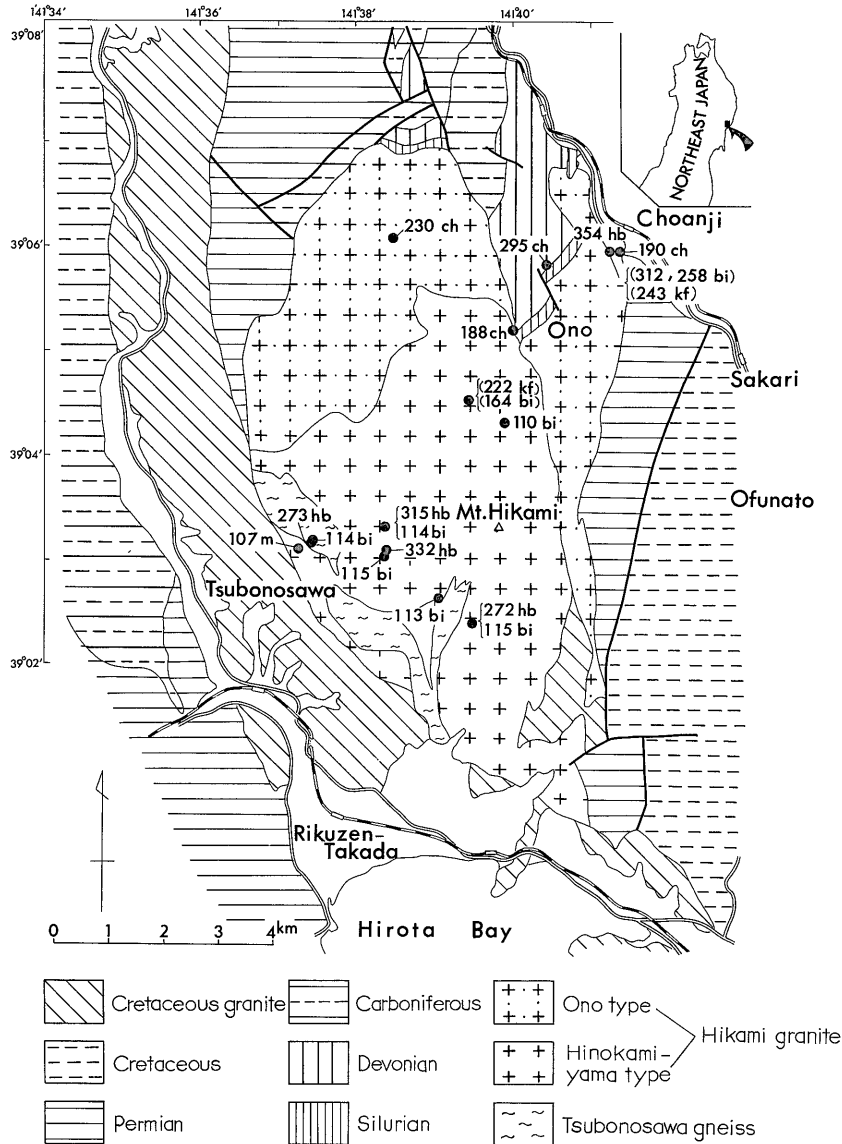 141°34′ 141°36′ 141°38′ 141°40′
39°08′
NORTHEAST JAPAN
Choanji
39°06′
230 ch
295 ch
354 hb
190 ch
(312, 258 bi)
(243 kf)
188 ch
Ono
Sakari
(222 kf)
(164 bi)
110 bi
39°04′
Ofunato
273 hb
315 hb
114 bi
Mt.Hikami
107 m
114 bi
332 hb
115 bi
Tsubonosawa
113 bi
272 hb
115 bi
39°02′
Rikuzen-
Takada
0 1 2 3 4 km
Hirota Bay
Cretaceous granite
Carboniferous
Ono type
Hikami granite
Cretaceous
Devonian
Hinokami-
yama type
Permian
Silurian
Tsubonosawa gneiss